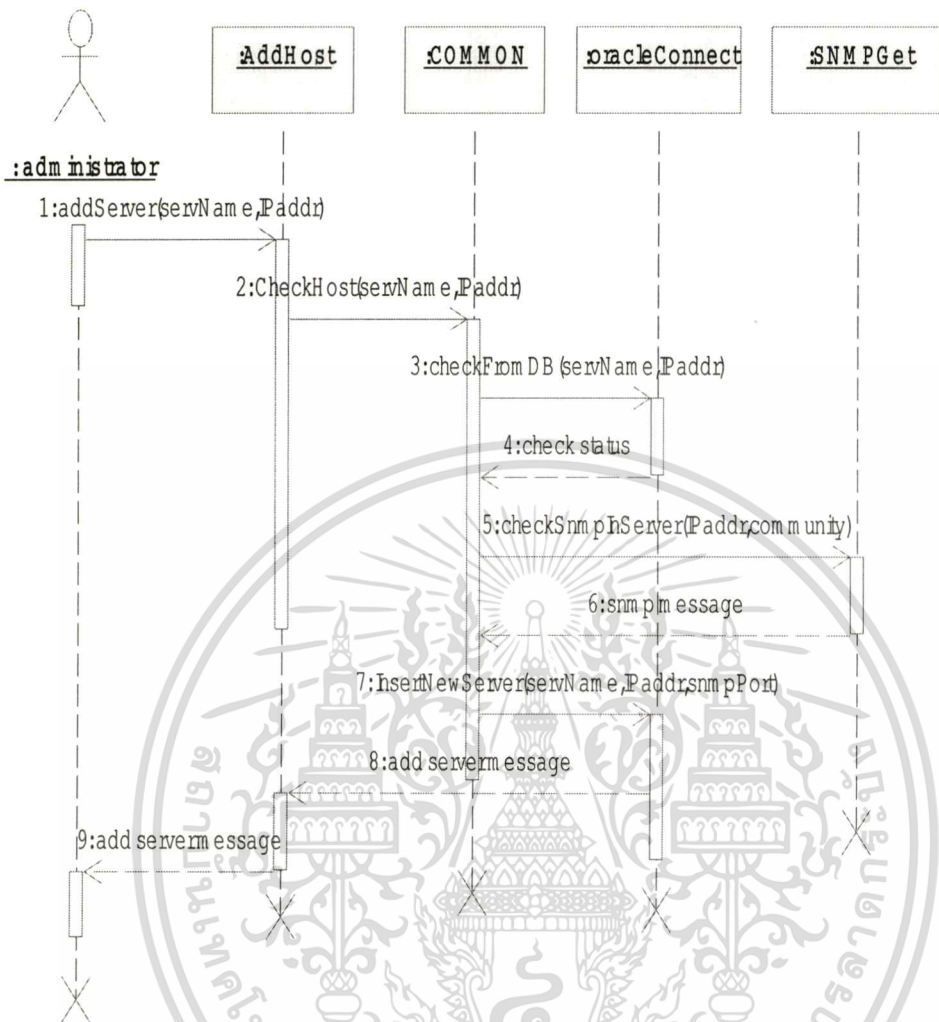 :AddHost
:COMMON
:oracleConnect
:SNMPGet
:administrator
1:addServer(servName,IPaddr)
2:CheckHost(servName,IPaddr)
3:checkFromDB(servName,IPaddr)
4:check status
5:checkSnmpInServer(IPaddr,community)
6:snmp message
7:InsertNewServer(servName,IPaddr,snmpPort)
8:add server message
9:add server message